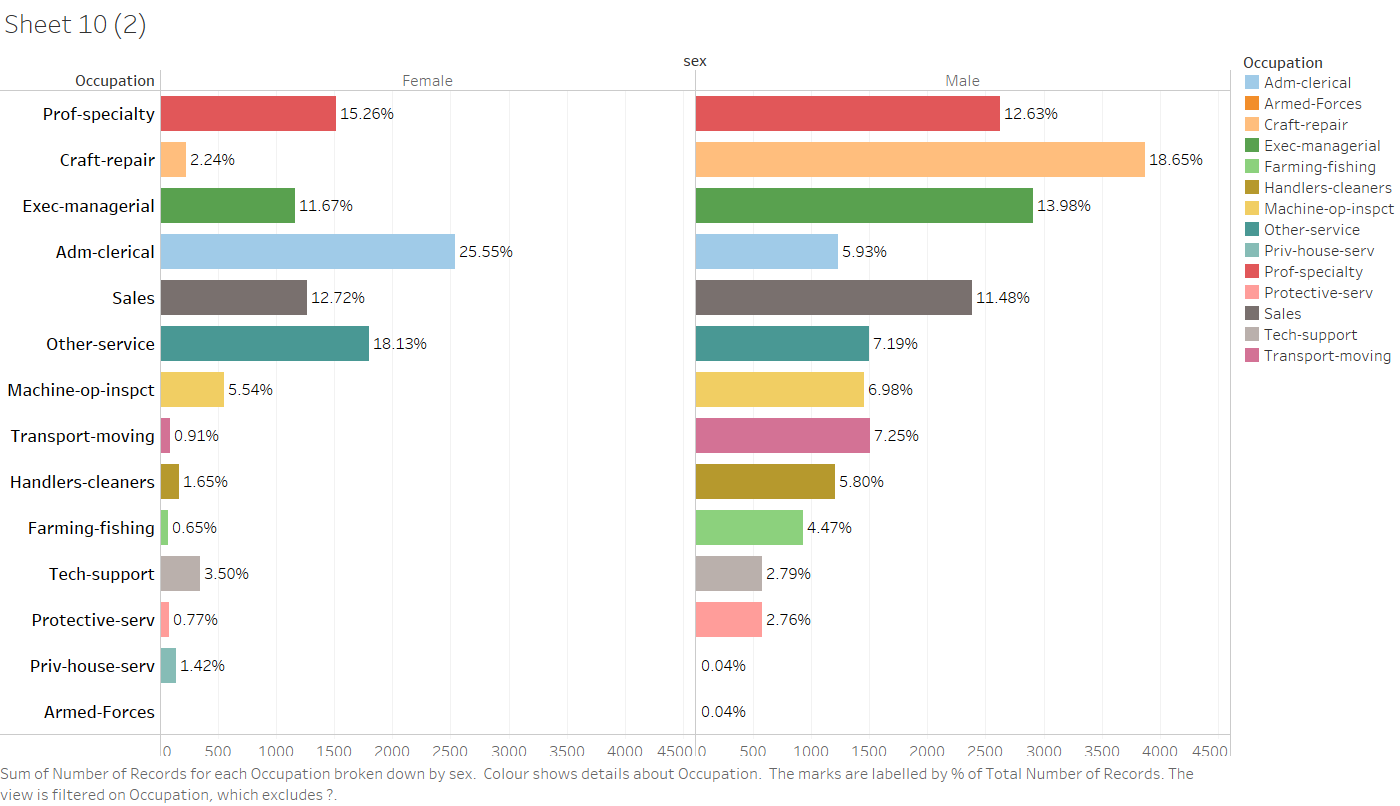 Sheet 10 (2)
sex
Occupation Female Male
Prof-specialty 15.26% 12.63%
Craft-repair 2.24% 18.65%
Exec-managerial 11.67% 13.98%
Adm-clerical 25.55% 5.93%
Sales 12.72% 11.48%
Other-service 18.13% 7.19%
Machine-op-inspct 5.54% 6.98%
Transport-moving 0.91% 7.25%
Handlers-cleaners 1.65% 5.80%
Farming-fishing 0.65% 4.47%
Tech-support 3.50% 2.79%
Protective-serv 0.77% 2.76%
Priv-house-serv 1.42% 0.04%
Armed-Forces 0.04%
0 500 1000 1500 2000 2500 3000 3500 4000 4500 0 500 1000 1500 2000 2500 3000 3500 4000 4500
Sum of Number of Records for each Occupation broken down by sex. Colour shows details about Occupation. The marks are labelled by % of Total Number of Records. The
view is filtered on Occupation, which excludes ?.
Occupation
Adm-clerical
Armed-Forces
Craft-repair
Exec-managerial
Farming-fishing
Handlers-cleaners
Machine-op-inspct
Other-service
Priv-house-serv
Prof-specialty
Protective-serv
Sales
Tech-support
Transport-moving